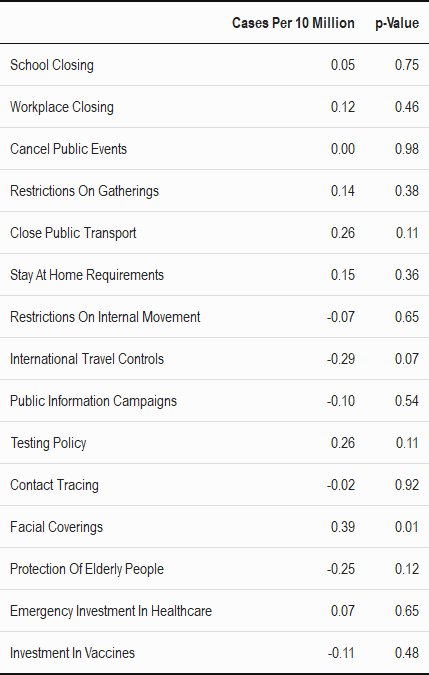 Cases Per 10 Million p-Value
School Closing 0.05 0.75
Workplace Closing 0.12 0.46
Cancel Public Events 0.00 0.98
Restrictions On Gatherings 0.14 0.38
Close Public Transport 0.26 0.11
Stay At Home Requirements 0.15 0.36
Restrictions On Internal Movement -0.07 0.65
International Travel Controls -0.29 0.07
Public Information Campaigns -0.10 0.54
Testing Policy 0.26 0.11
Contact Tracing -0.02 0.92
Facial Coverings 0.39 0.01
Protection Of Elderly People -0.25 0.12
Emergency Investment In Healthcare 0.07 0.65
Investment In Vaccines -0.11 0.48